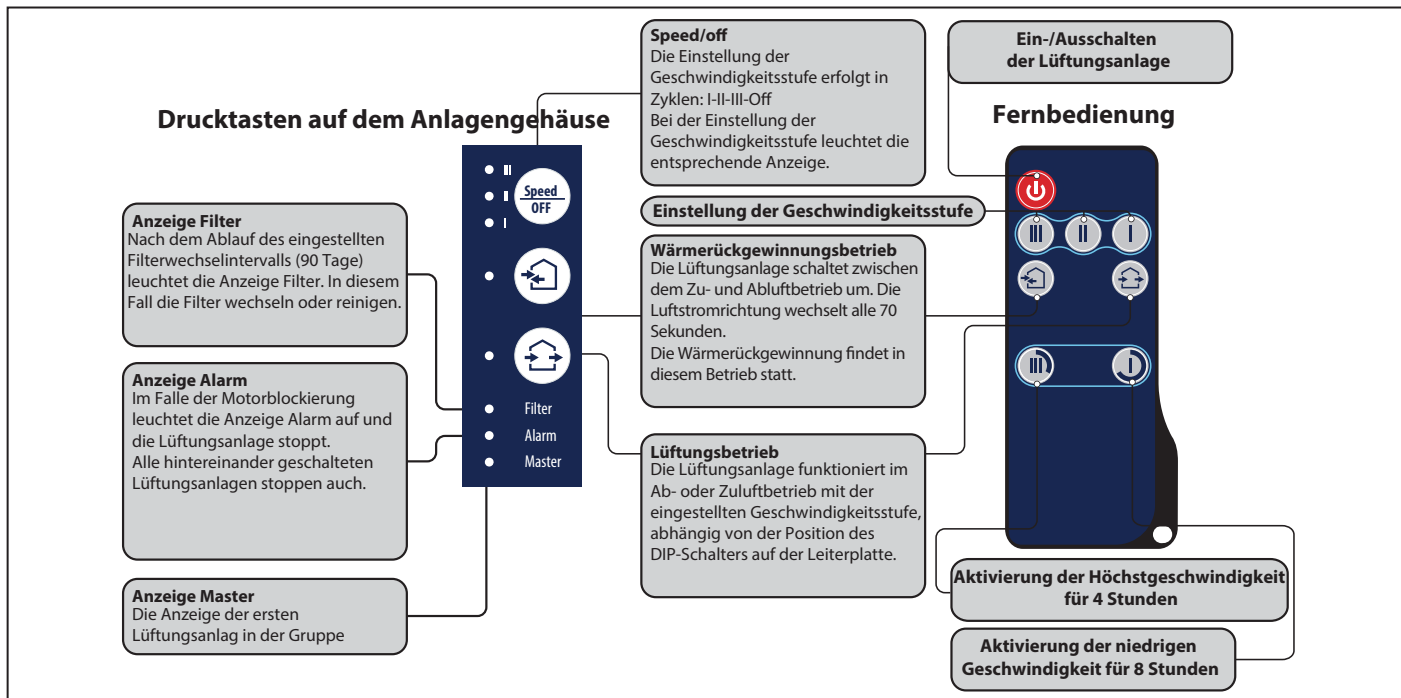 Speed/off
Die Einstellung der
Geschwindigkeitsstufe erfolgt in
Zyklen: I-II-III-Off
Bei der Einstellung der
Geschwindigkeitsstufe leuchtet die
entsprechende Anzeige.
Ein-/Ausschalten
der Lüftungsanlage
Drucktasten auf dem Anlagengehäuse
Fernbedienung
III
II
I
Speed
OFF
Filter
Alarm
Master
Anzeige Filter
Nach dem Ablauf des eingestellten
Filterwechselintervalls (90 Tage)
leuchtet die Anzeige Filter. In diesem
Fall die Filter wechseln oder reinigen.
Anzeige Alarm
Im Falle der Motorblockierung
leuchtet die Anzeige Alarm auf und
die Lüftungsanlage stoppt.
Alle hintereinander geschalteten
Lüftungsanlagen stoppen auch.
Anzeige Master
Die Anzeige der ersten
Lüftungsanlag in der Gruppe
Einstellung der Geschwindigkeitsstufe
Wärmerückgewinnungsbetrieb
Die Lüftungsanlage schaltet zwischen
dem Zu- und Abluftbetrieb um. Die
Luftstromrichtung wechselt alle 70
Sekunden.
Die Wärmerückgewinnung findet in
diesem Betrieb statt.
Lüftungsbetrieb
Die Lüftungsanlage funktioniert im
Ab- oder Zuluftbetrieb mit der
eingestellten Geschwindigkeitsstufe,
abhängig von der Position des
DIP-Schalters auf der Leiterplatte.
III II I
III I
Aktivierung der Höchstgeschwindigkeit
für 4 Stunden
Aktivierung der niedrigen
Geschwindigkeit für 8 Stunden